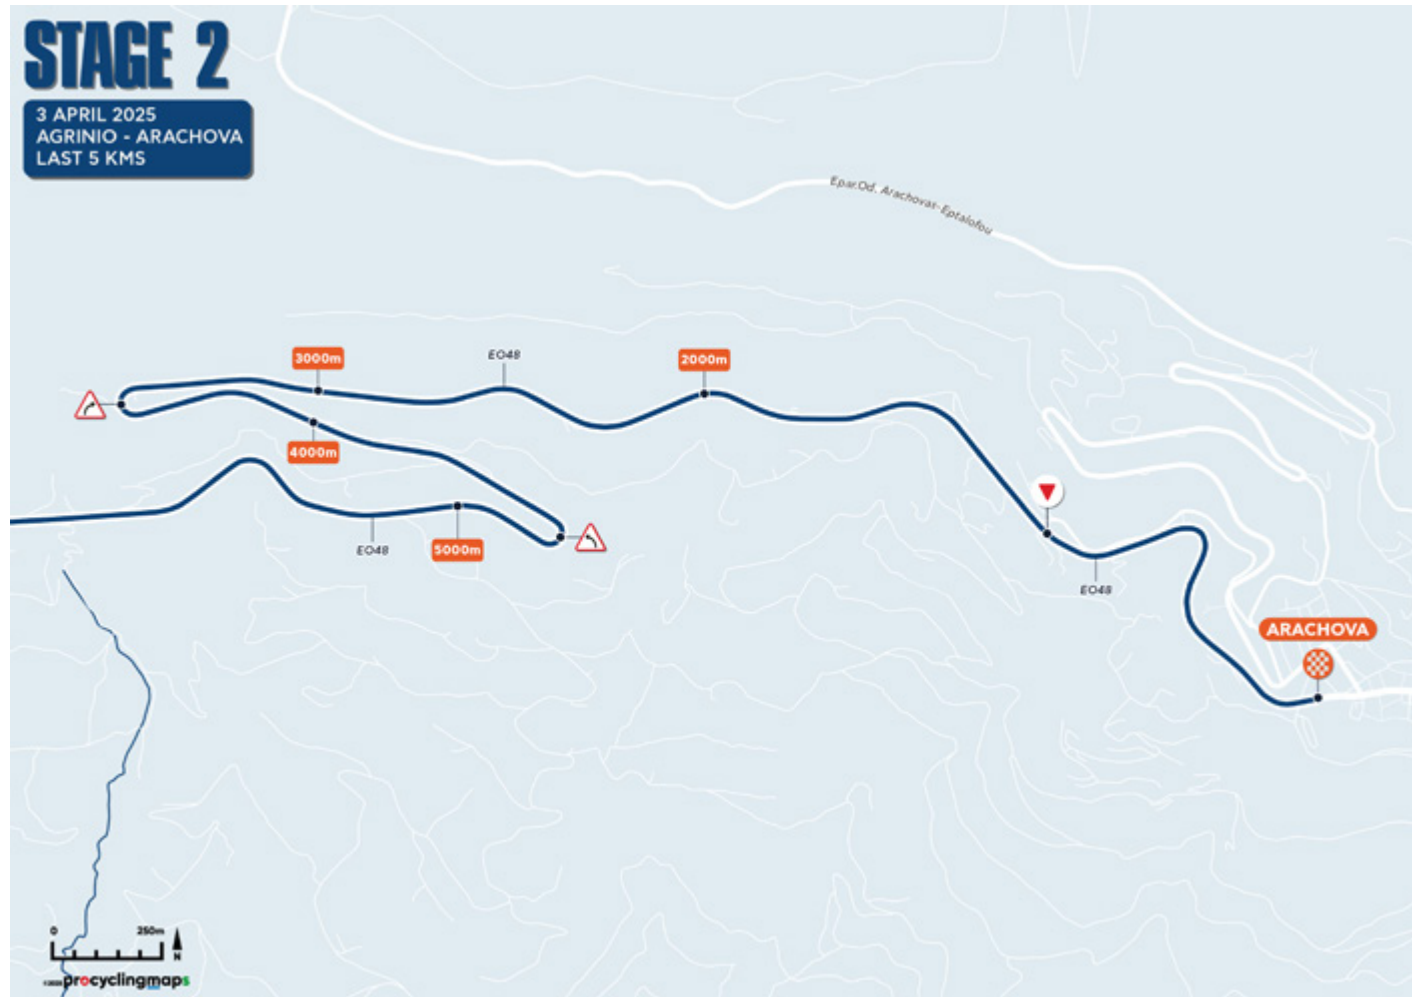 STAGE 2
3 APRIL 2025
AGRINIO - ARACHOVA
LAST 5 KMS
Epar.Od. Arachovas-Eptalofou
3000m
EO48
2000m
4000m
EO48
5000m
EO48
ARACHOVA
0 250m
N
procyclingmaps